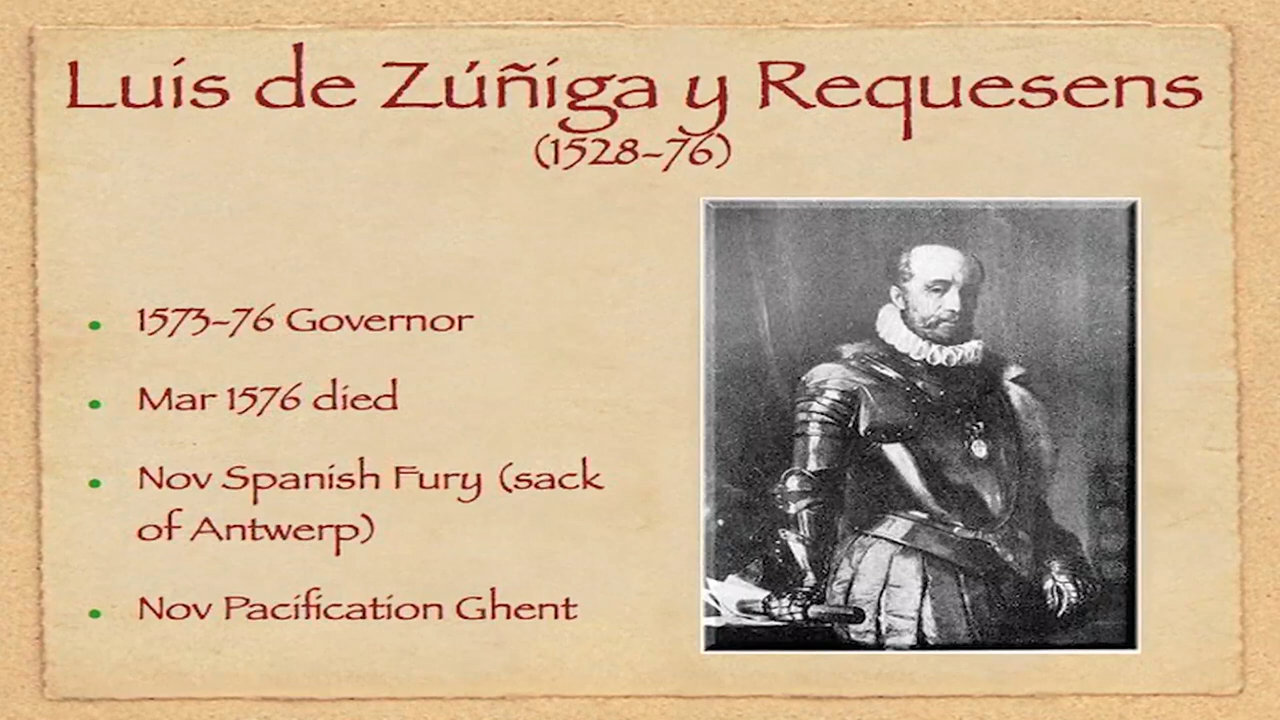 Luis de Zúñiga y Requesens
(1528-76)
• 1573-76 Governor
• Mar 1576 died
• Nov Spanish Fury (sack
of Antwerp)
• Nov Pacification Ghent